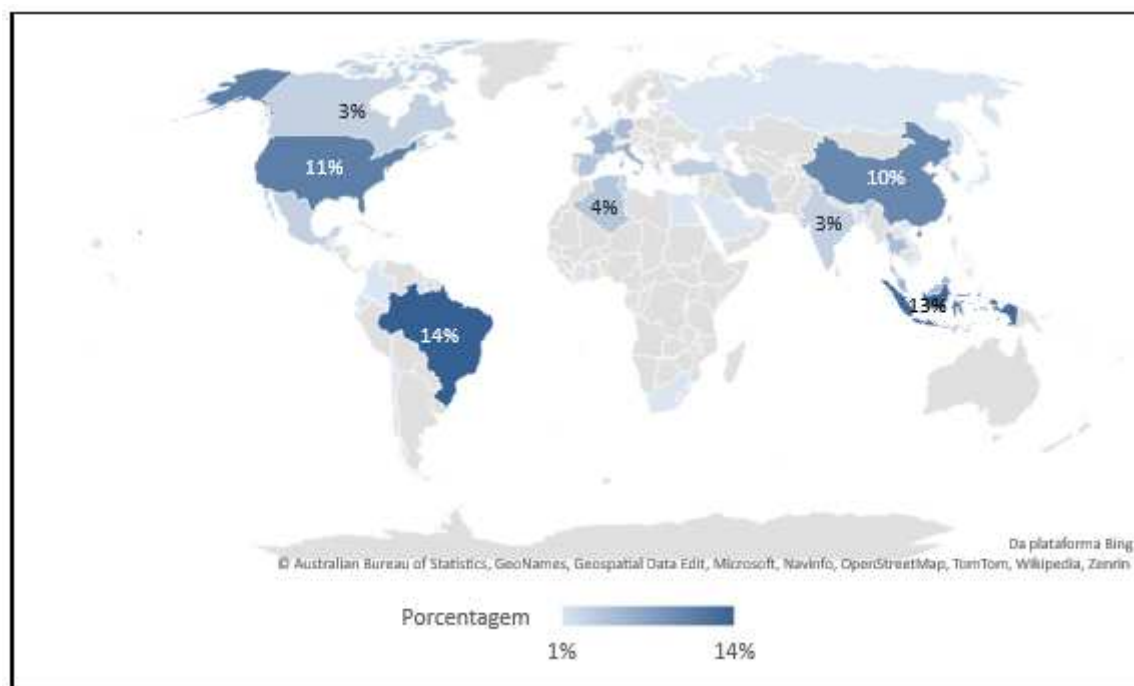 3%
11%
10%
4%
3%
13%
14%
Da plataforma Bing
© Australian Bureau of Statistics, GeoNames, Geospatial Data Edit, Microsoft, Navinfo, OpenStreetMap, TomTom, Wikipedia, Zenrin
Porcentagem
1% 14%